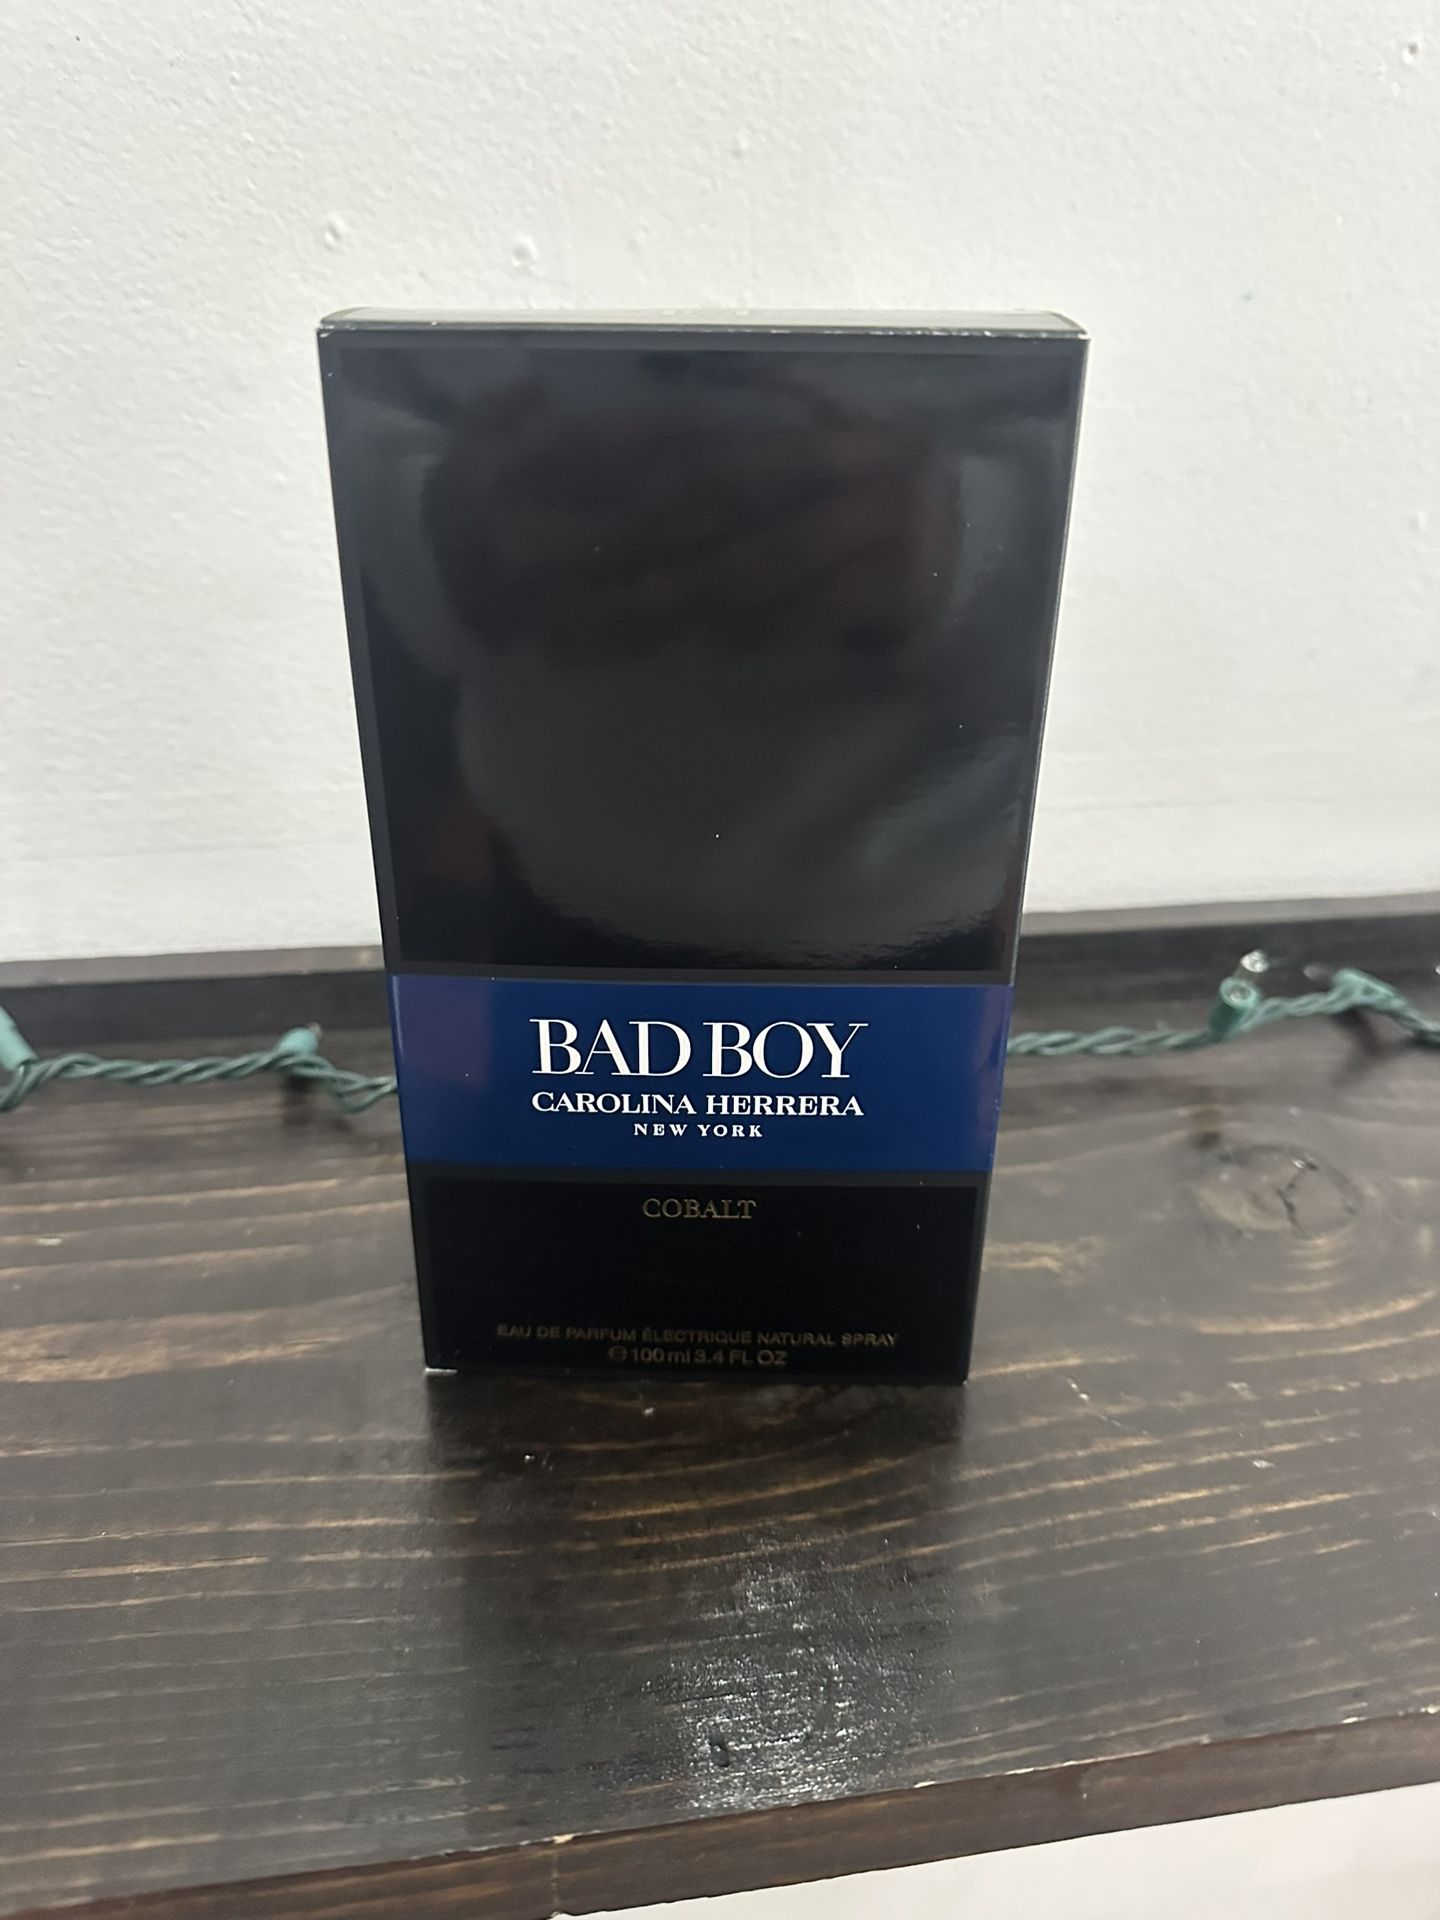 BAD BOY
CAROLINA HERRERA
NEW YORK
COBALT
EAU DE PARFUM ÉLECTRIQUE NATURAL SPRAY
℮ 100 ml 3.4 FL OZ